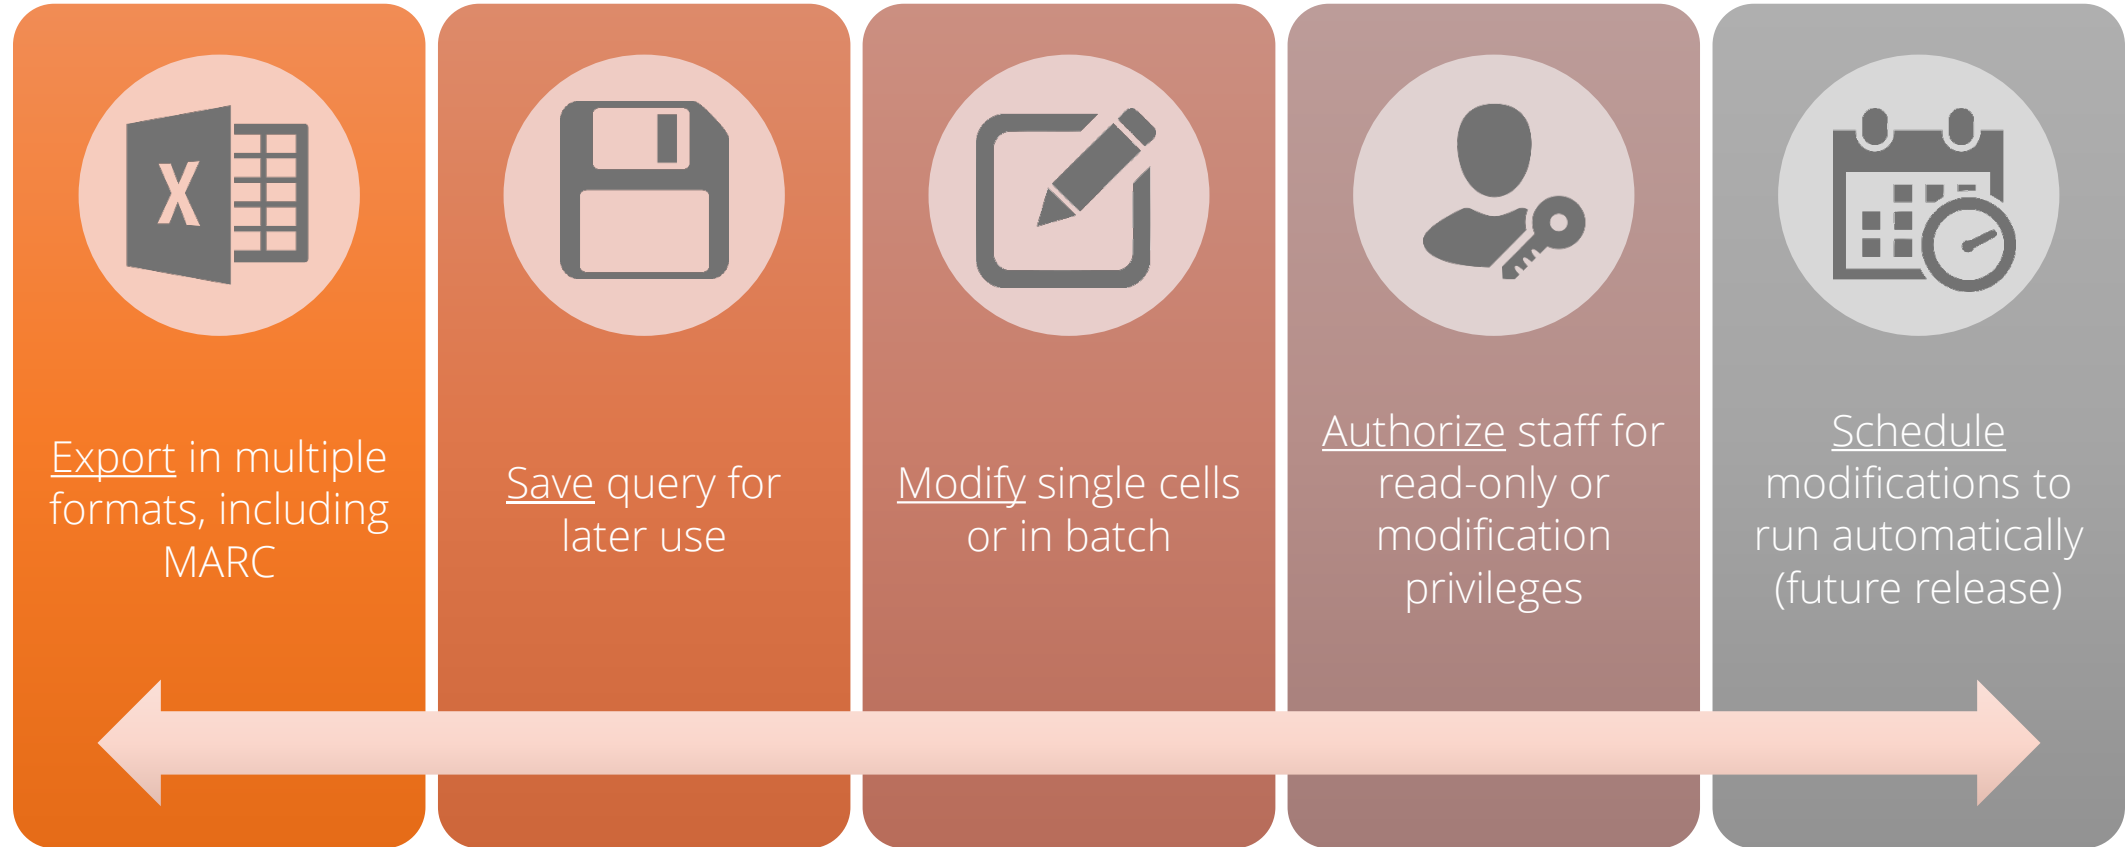 X
Export in multiple
formats, including
MARC
Save query for
later use
Modify single cells
or in batch
Authorize staff for
read-only or
modification
privileges
Schedule
modifications to
run automatically
(future release)